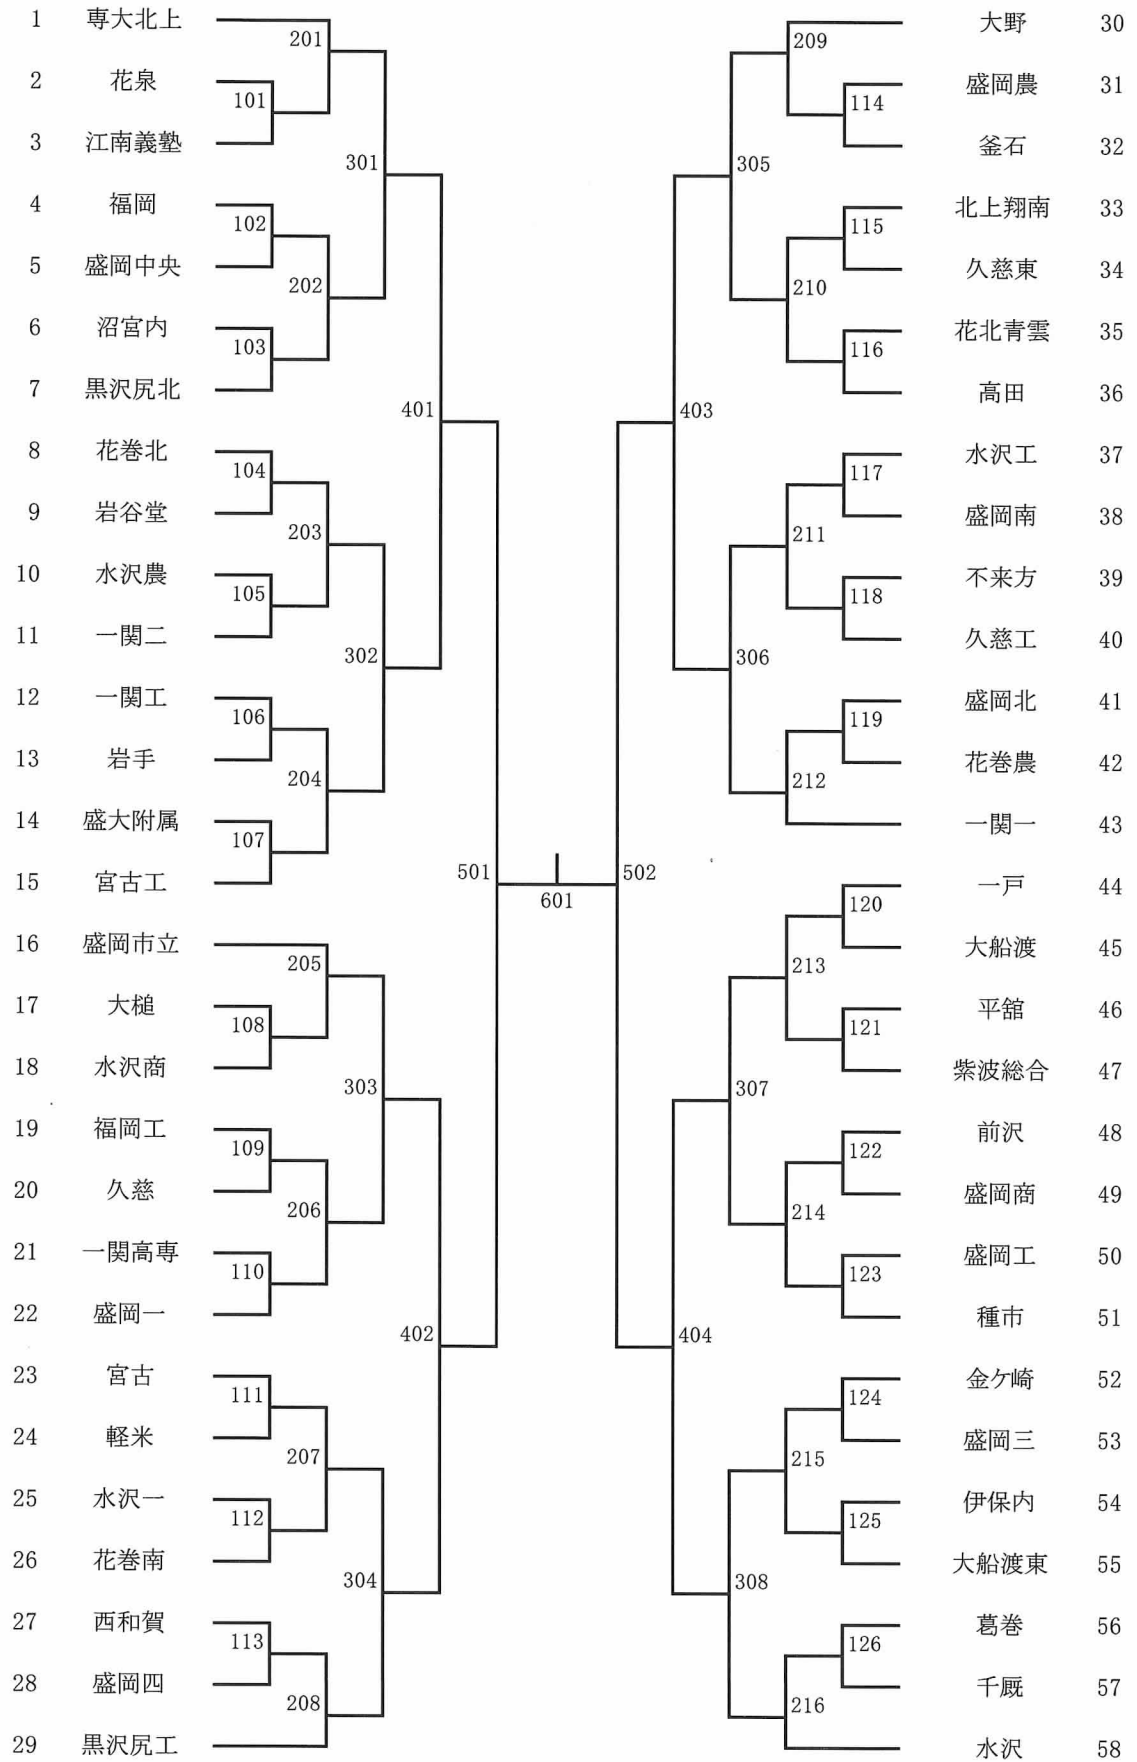 1 専大北上
201
2 花泉
101
3 江南義塾
301
4 福岡
102
5 盛岡中央
202
6 沼宮内
103
7 黒沢尻北
401
8 花巻北
104
9 岩谷堂
203
10 水沢農
105
11 一関二
302
12 一関工
106
13 岩手
204
14 盛大附属
107
15 宮古工
501
16 盛岡市立
205
17 大槌
108
18 水沢商
303
19 福岡工
109
20 久慈
206
21 一関高専
110
22 盛岡一
402
23 宮古
111
24 軽米
207
25 水沢一
112
26 花巻南
304
27 西和賀
113
28 盛岡四
208
29 黒沢尻工
601
大野 30
209
盛岡農 31
114
釜石 32
305
北上翔南 33
115
久慈東 34
210
花北青雲 35
116
高田 36
403
水沢工 37
117
盛岡南 38
211
不来方 39
118
久慈工 40
306
盛岡北 41
119
花巻農 42
212
一関一 43
502
一戸 44
120
大船渡 45
213
平舘 46
121
紫波総合 47
307
前沢 48
122
盛岡商 49
214
盛岡工 50
123
種市 51
404
金ケ崎 52
124
盛岡三 53
215
伊保内 54
125
大船渡東 55
308
葛巻 56
126
千厩 57
216
水沢 58